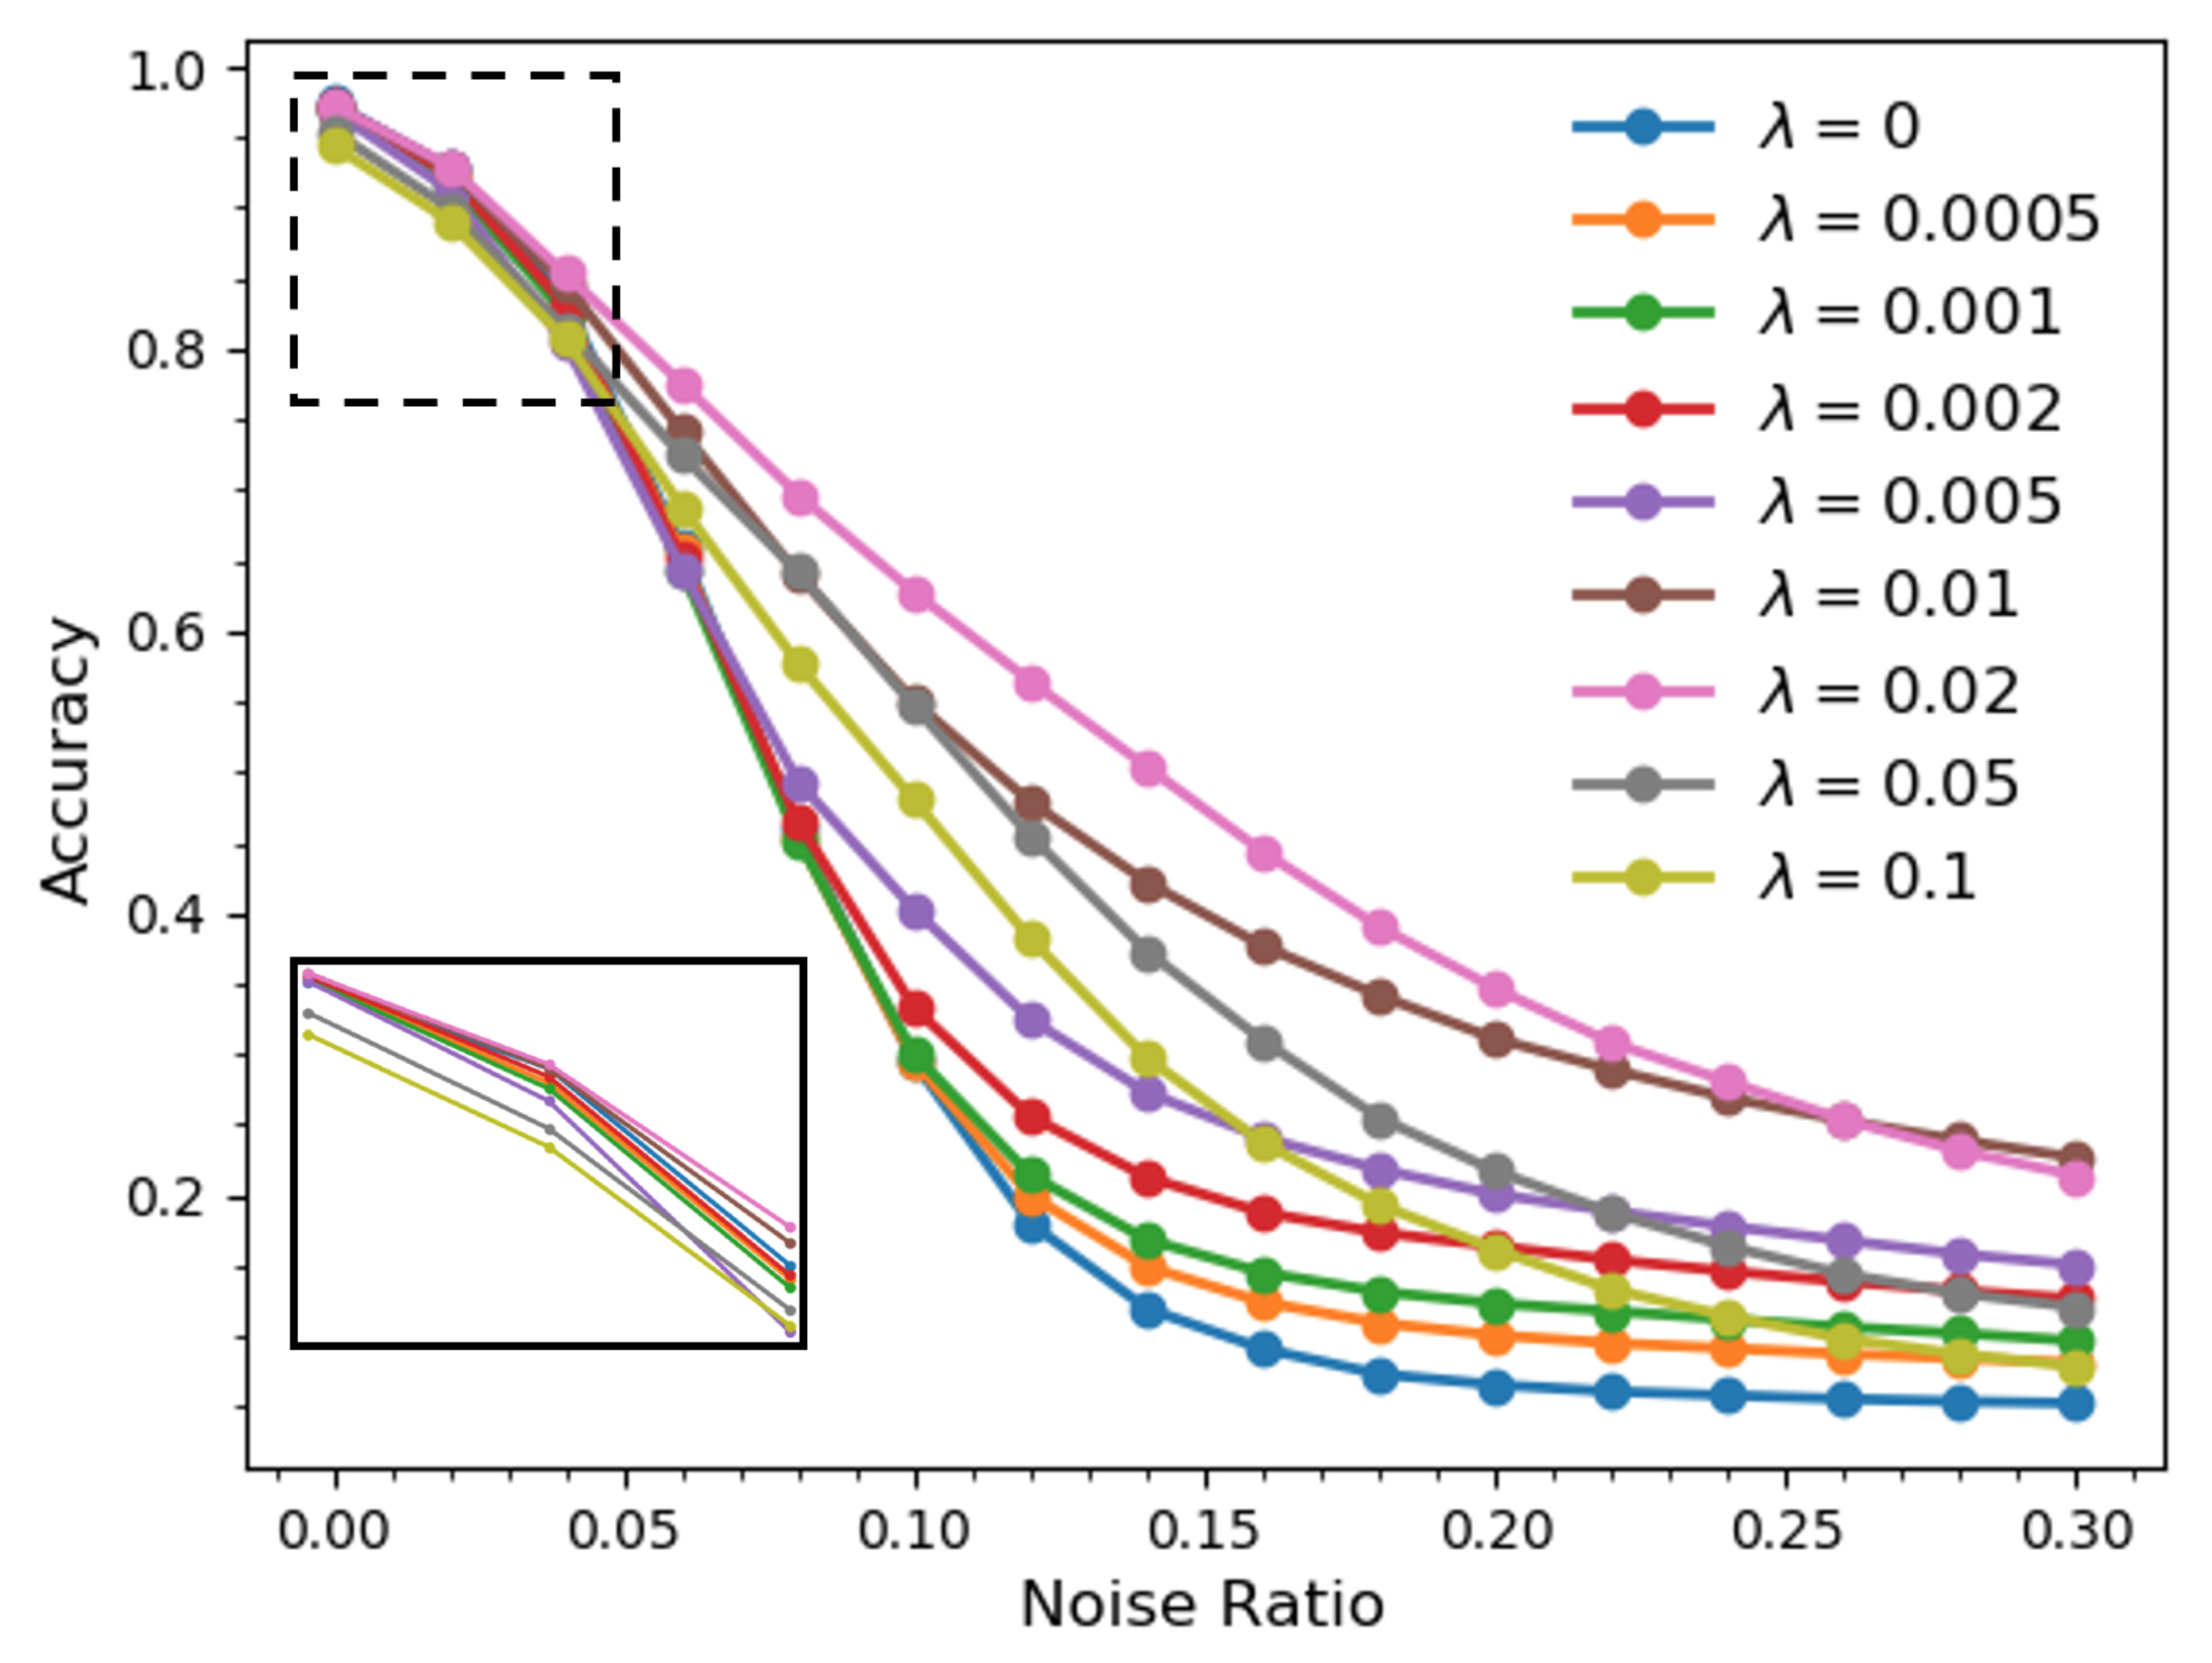 1.0
0.8
0.6
0.4
0.2
Accuracy
λ = 0
λ = 0.0005
λ = 0.001
λ = 0.002
λ = 0.005
λ = 0.01
λ = 0.02
λ = 0.05
λ = 0.1
0.00 0.05 0.10 0.15 0.20 0.25 0.30
Noise Ratio